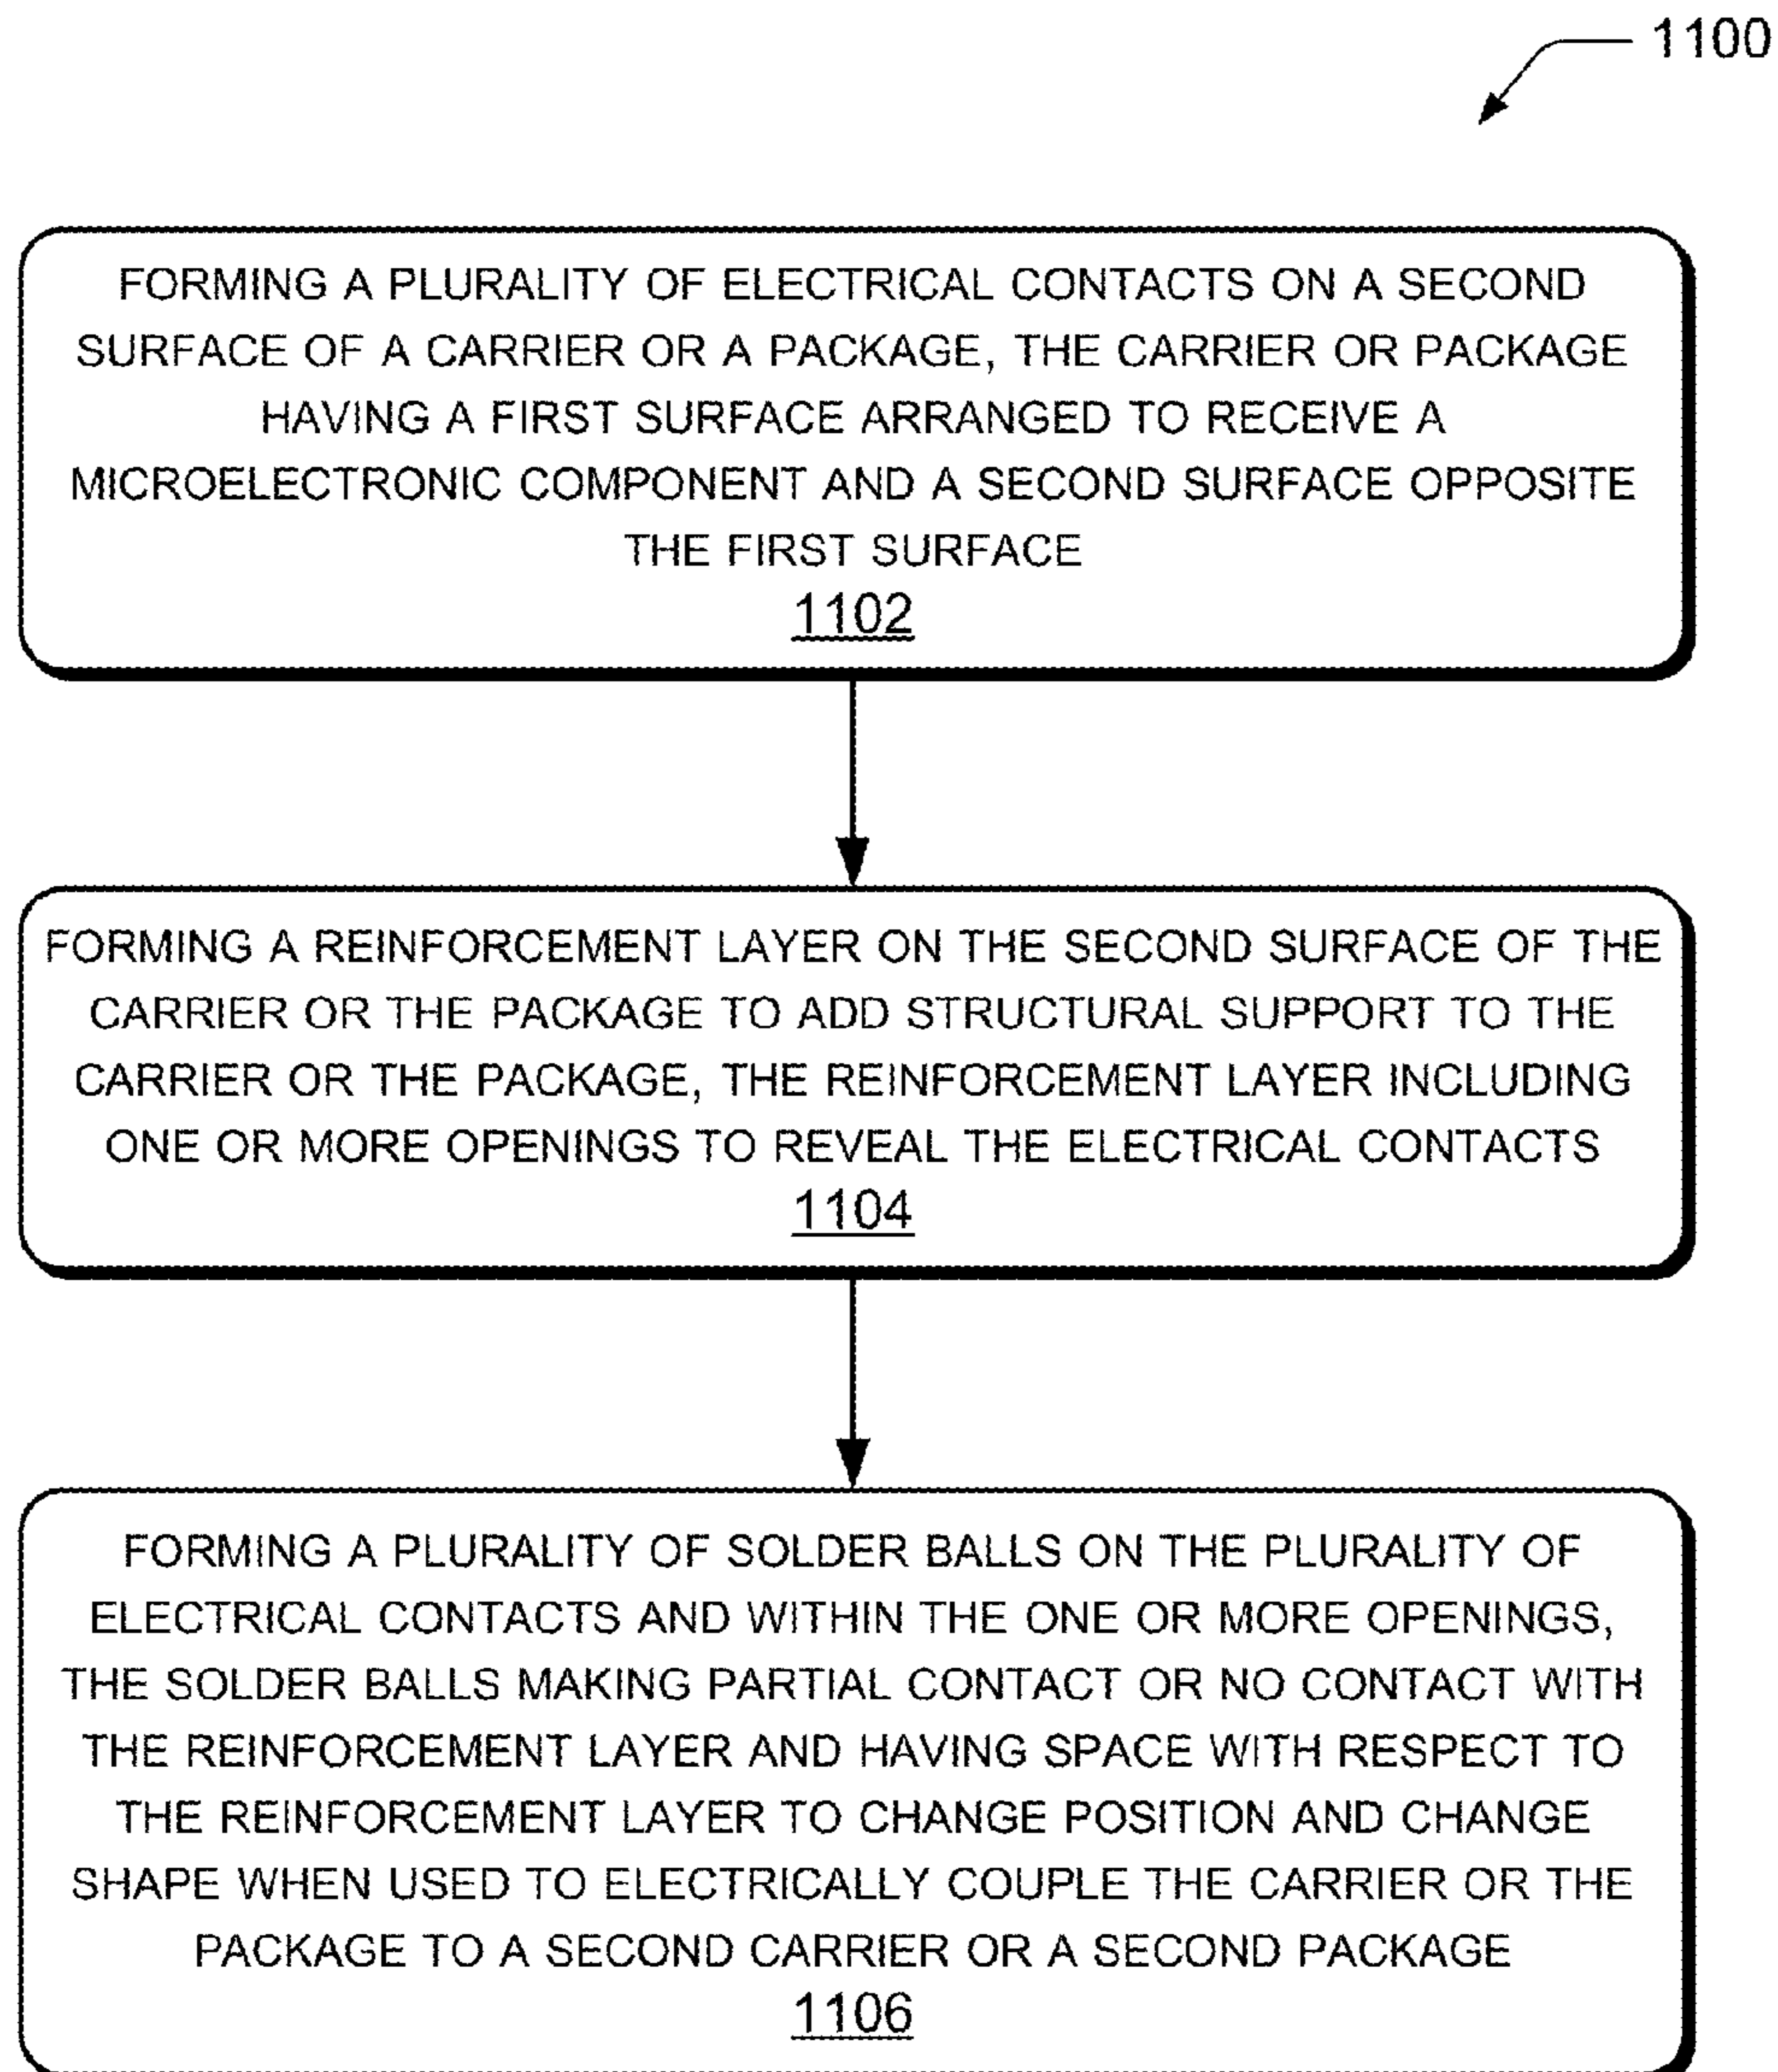 1100
FORMING A PLURALITY OF ELECTRICAL CONTACTS ON A SECOND
SURFACE OF A CARRIER OR A PACKAGE, THE CARRIER OR PACKAGE
HAVING A FIRST SURFACE ARRANGED TO RECEIVE A
MICROELECTRONIC COMPONENT AND A SECOND SURFACE OPPOSITE
THE FIRST SURFACE
1102
FORMING A REINFORCEMENT LAYER ON THE SECOND SURFACE OF THE
CARRIER OR THE PACKAGE TO ADD STRUCTURAL SUPPORT TO THE
CARRIER OR THE PACKAGE, THE REINFORCEMENT LAYER INCLUDING
ONE OR MORE OPENINGS TO REVEAL THE ELECTRICAL CONTACTS
1104
FORMING A PLURALITY OF SOLDER BALLS ON THE PLURALITY OF
ELECTRICAL CONTACTS AND WITHIN THE ONE OR MORE OPENINGS,
THE SOLDER BALLS MAKING PARTIAL CONTACT OR NO CONTACT WITH
THE REINFORCEMENT LAYER AND HAVING SPACE WITH RESPECT TO
THE REINFORCEMENT LAYER TO CHANGE POSITION AND CHANGE
SHAPE WHEN USED TO ELECTRICALLY COUPLE THE CARRIER OR THE
PACKAGE TO A SECOND CARRIER OR A SECOND PACKAGE
1106